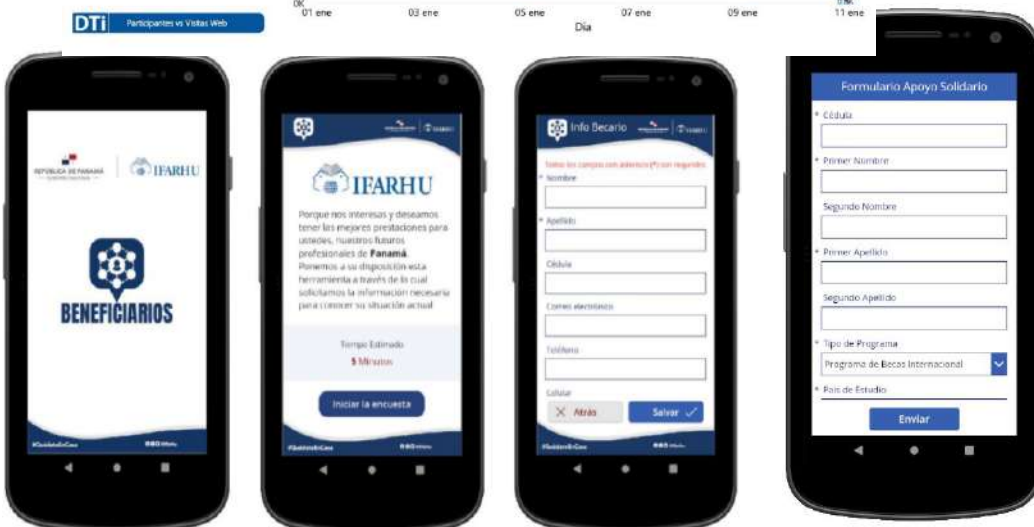 0K
01 ene
03 ene
05 ene
07 ene
09 ene
11 ene
Día
DTi
Participantes vs Visitas Web
REPÚBLICA DE PANAMÁ
IFARHU
BENEFICIARIOS
#QuédateEnCasa
IFARHU
Porque nos interesas y deseamos
tener las mejores prestaciones para
ustedes, nuestros futuros
profesionales de Panamá.
Ponemos a su disposición esta
herramienta a través de la cual
solicitamos la información necesaria
para conocer su situación actual
Tiempo Estimado
5 Minutos
Iniciar la encuesta
#QuédateEnCasa
Info Becario
Todos los campos con asterisco (*) son requeridos
* Nombre
* Apellido
Cédula
Correo electrónico
Teléfono
Celular
Atrás
Salvar
#QuédateEnCasa
Formulario Apoyo Solidario
* Cédula
* Primer Nombre
Segundo Nombre
* Primer Apellido
Segundo Apellido
* Tipo de Programa
Programa de Becas Internacional
* País de Estudio
Enviar